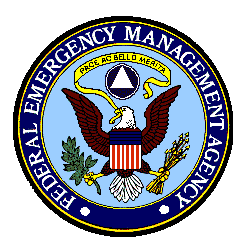 FEDERAL EMERGENCY MANAGEMENT AGENCY
PACE AC BELLO MERITA